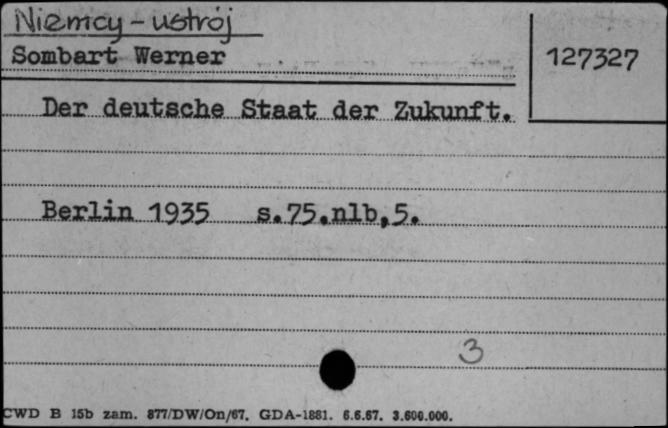 Niemcy - ustrój
Sombart Werner
127327
Der deutsche Staat der Zukunft.
Berlin 1935 s.75.nlb,5.
3
CWD B 15b zam. 877/DW/On/67. GDA-1881. 6.6.67. 3.600.000.